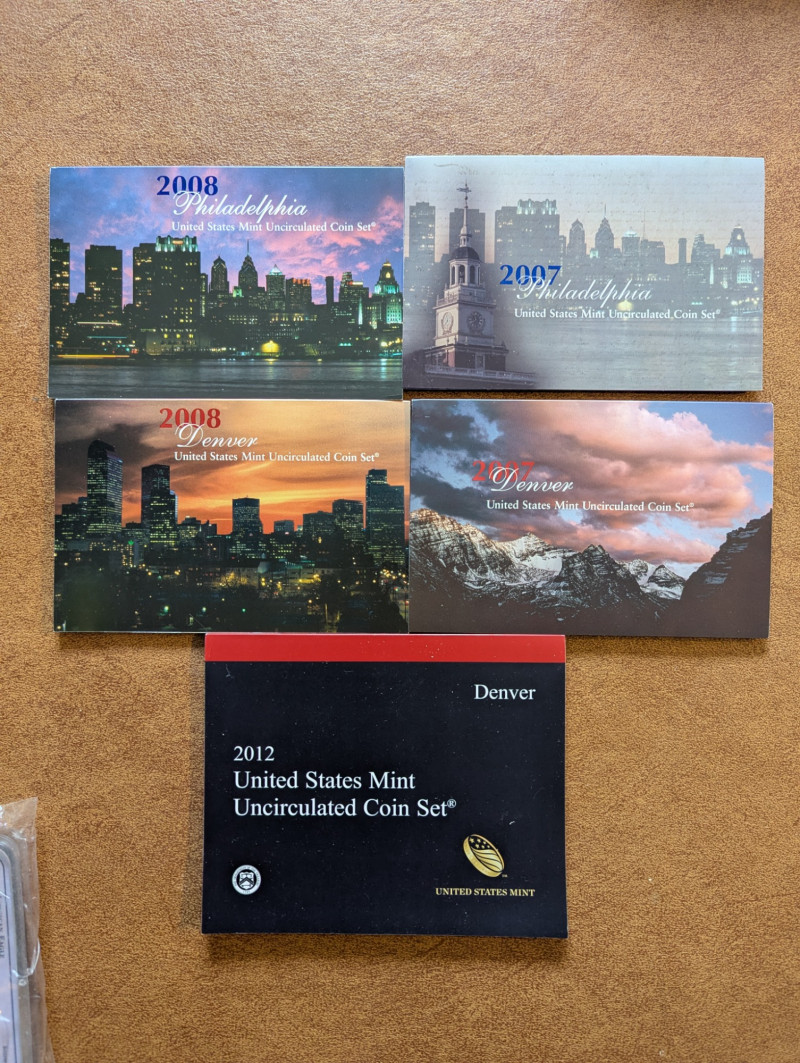 2008
Philadelphia
United States Mint Uncirculated Coin Set®
2007
Philadelphia
United States Mint Uncirculated Coin Set®
2008
Denver
United States Mint Uncirculated Coin Set®
2007
Denver
United States Mint Uncirculated Coin Set®
Denver
2012
United States Mint
Uncirculated Coin Set®
UNITED STATES MINT